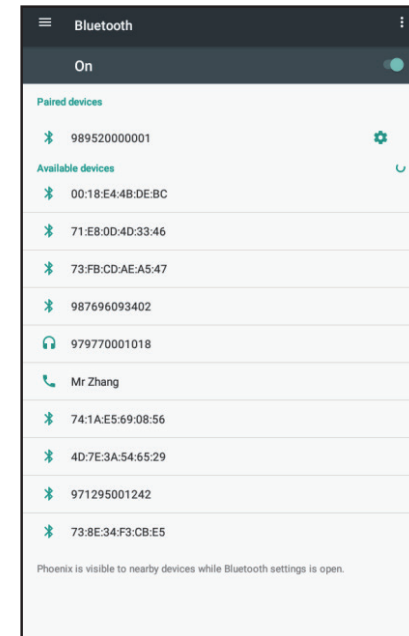 Bluetooth
On
Paired devices
989520000001
Available devices
00:18:E4:4B:DE:BC
71:E8:0D:4D:33:46
73:FB:CD:AE:A5:47
987696093402
979770001018
Mr Zhang
74:1A:E5:69:08:56
4D:7E:3A:54:65:29
971295001242
73:8E:34:F3:CB:E5
Phoenix is visible to nearby devices while Bluetooth settings is open.